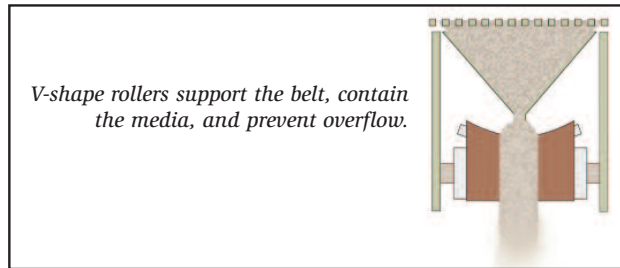 V-shape rollers support the belt, contain
the media, and prevent overflow.